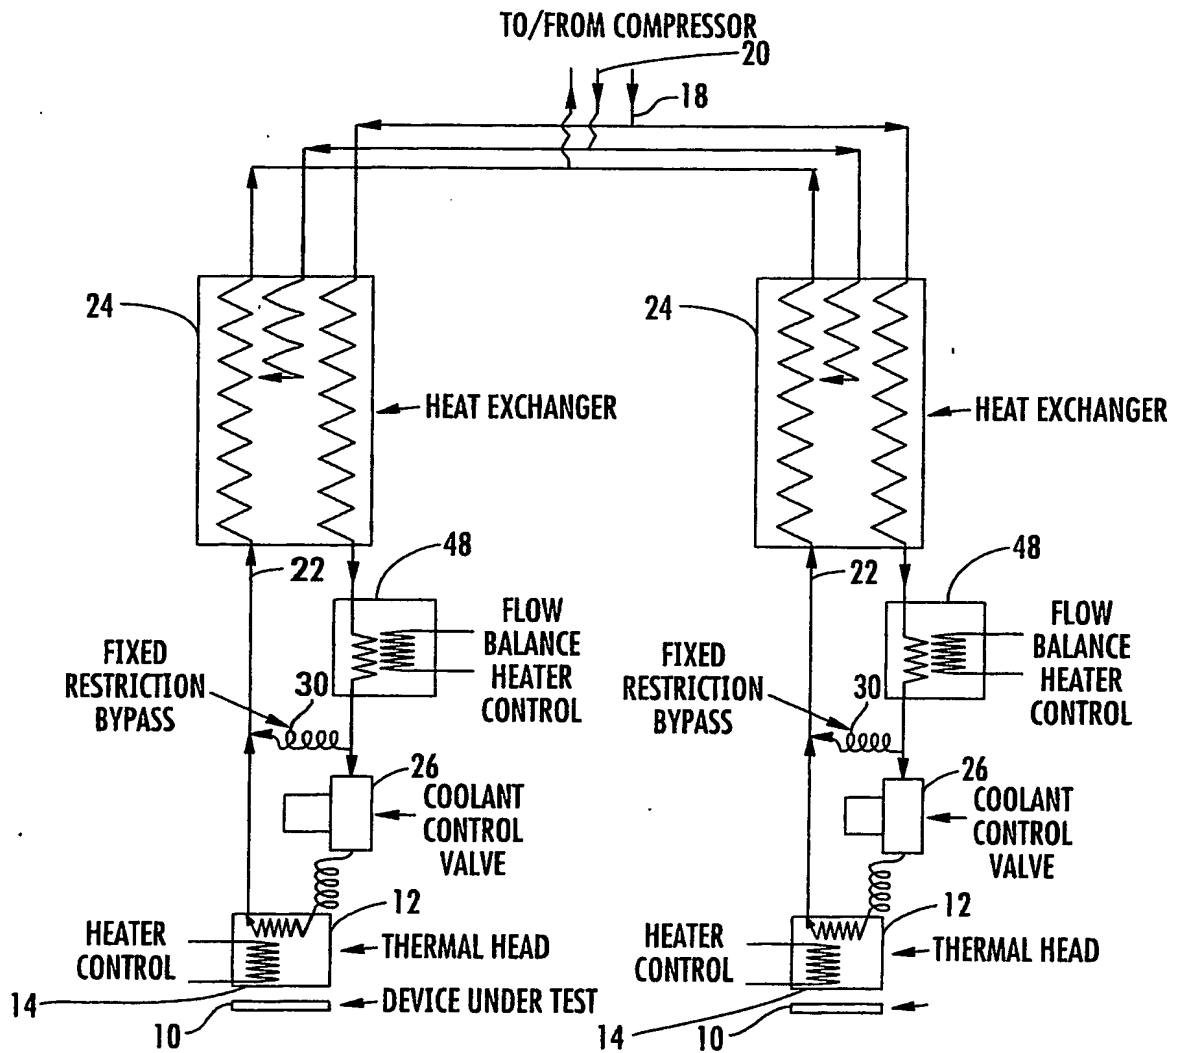 TO/FROM COMPRESSOR
20
18
24
24
HEAT EXCHANGER
HEAT EXCHANGER
48
48
22
22
FLOW
BALANCE
HEATER
CONTROL
FLOW
BALANCE
HEATER
CONTROL
FIXED
RESTRICTION
BYPASS
30
FIXED
RESTRICTION
BYPASS
30
26
COOLANT
CONTROL
VALVE
26
COOLANT
CONTROL
VALVE
12
12
HEATER
CONTROL
THERMAL HEAD
HEATER
CONTROL
THERMAL HEAD
14
DEVICE UNDER TEST
10
14
10